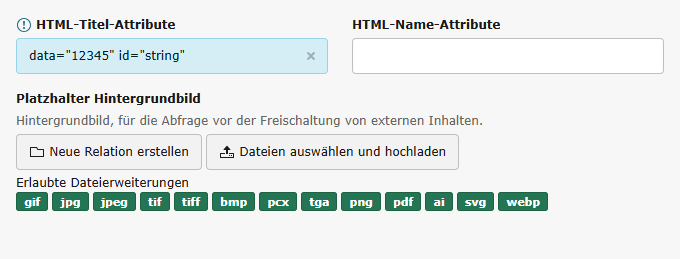 HTML-Titel-Attribute
HTML-Name-Attribute
data="12345" id="string"
Platzhalter Hintergrundbild
Hintergrundbild, für die Abfrage vor der Freischaltung von externen Inhalten.
Neue Relation erstellen
Dateien auswählen und hochladen
Erlaubte Dateierweiterungen
gif jpg jpeg tif tiff bmp pcx tga png pdf ai svg webp